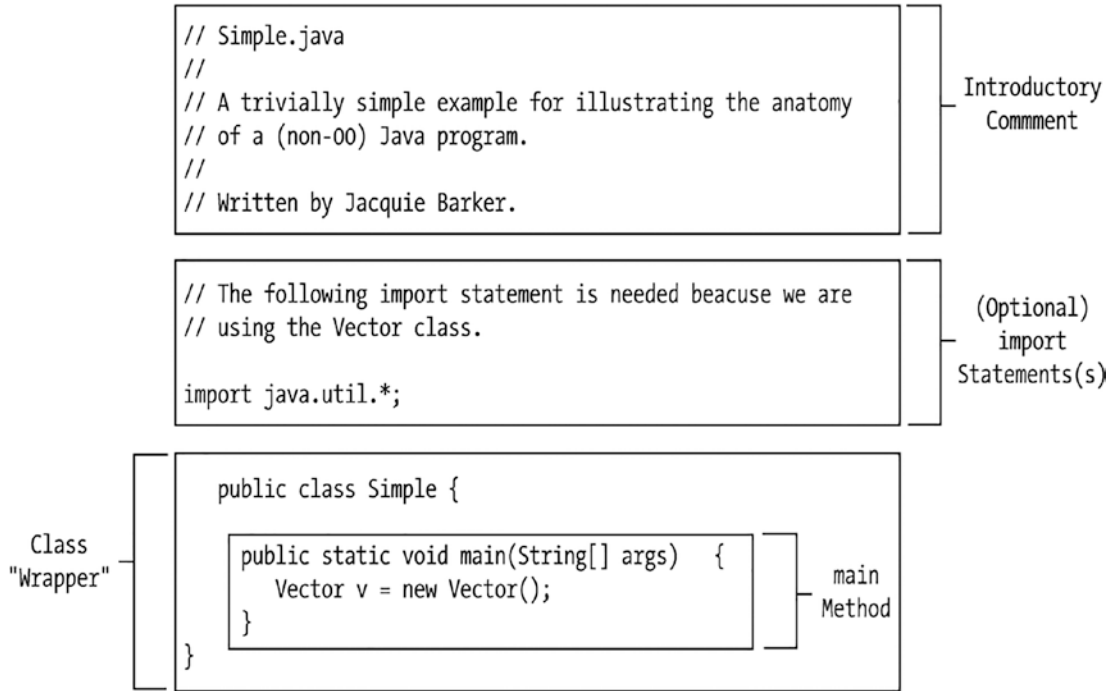 // Simple.java
//
// A trivially simple example for illustrating the anatomy
// of a (non-OO) Java program.
//
// Written by Jacquie Barker.
Introductory
Commment
// The following import statement is needed beacuse we are
// using the Vector class.
import java.util.*;
(Optional)
import
Statements(s)
Class
"Wrapper"
public class Simple {
public static void main(String[] args) {
Vector v = new Vector();
}
}
main
Method